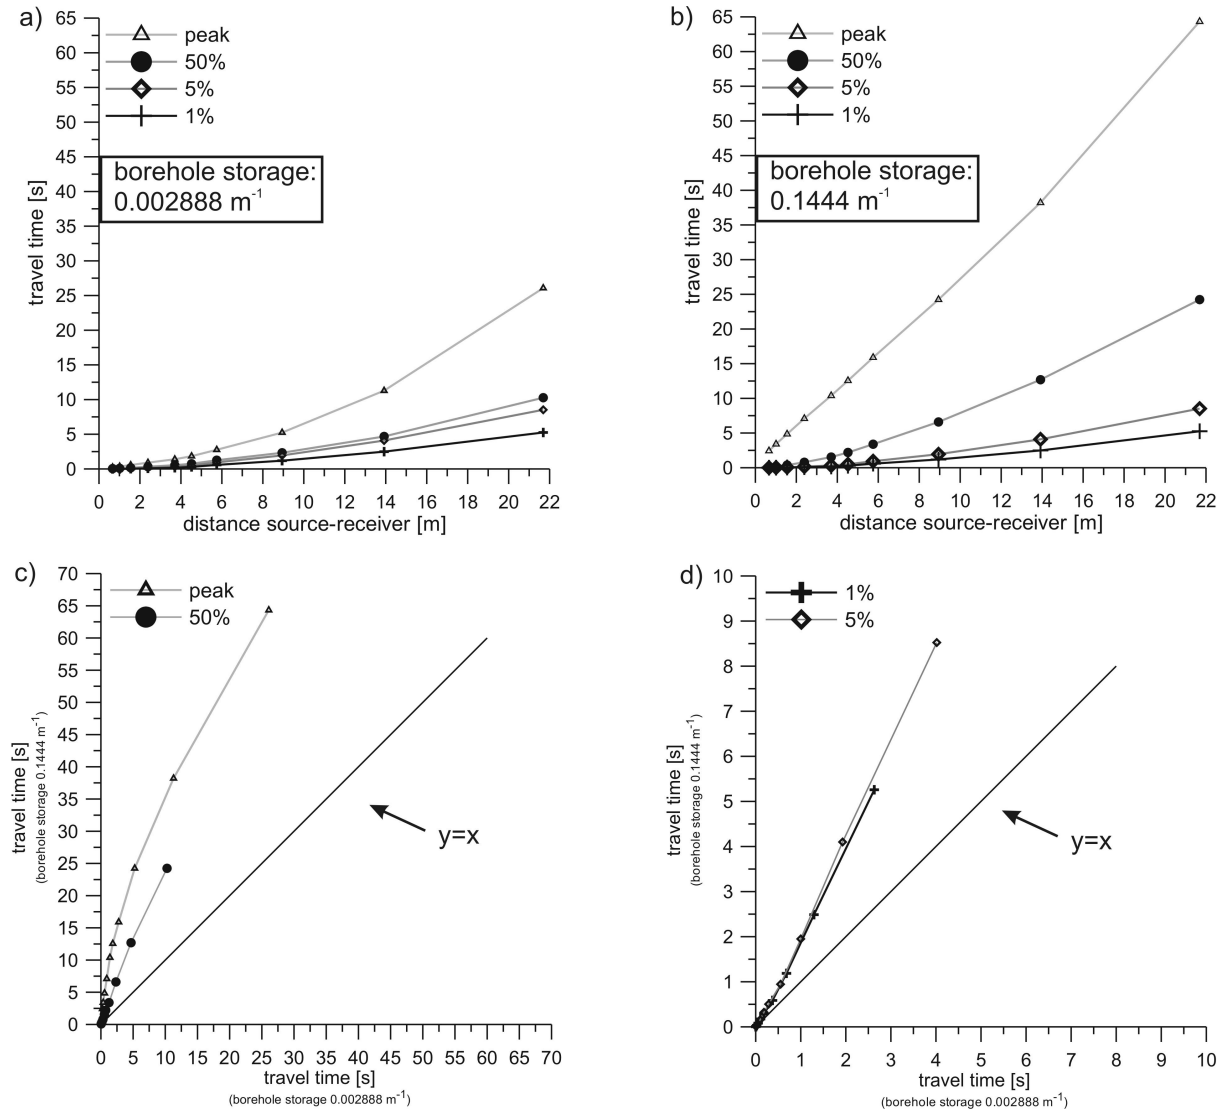 a)
peak
50%
5%
1%
borehole storage:
0.002888 m⁻¹
travel time [s]
65
60
55
50
45
40
35
30
25
20
15
10
5
0
0 2 4 6 8 10 12 14 16 18 20 22
distance source-receiver [m]
b)
peak
50%
5%
1%
borehole storage:
0.1444 m⁻¹
travel time [s]
65
60
55
50
45
40
35
30
25
20
15
10
5
0
0 2 4 6 8 10 12 14 16 18 20 22
distance source-receiver [m]
c)
peak
50%
y=x
travel time [s]
(borehole storage 0.1444 m⁻¹)
70
65
60
55
50
45
40
35
30
25
20
15
10
5
0
0 5 10 15 20 25 30 35 40 45 50 55 60 65 70
travel time [s]
(borehole storage 0.002888 m⁻¹)
d)
1%
5%
y=x
travel time [s]
(borehole storage 0.1444 m⁻¹)
10
9
8
7
6
5
4
3
2
1
0
0 1 2 3 4 5 6 7 8 9 10
travel time [s]
(borehole storage 0.002888 m⁻¹)